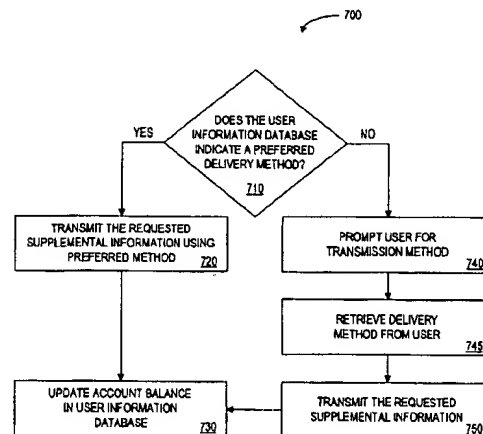 700
DOES THE USER
INFORMATION DATABASE
INDICATE A PREFERRED
DELIVERY METHOD?
710
YES
NO
TRANSMIT THE REQUESTED
SUPPLEMENTAL INFORMATION USING
PREFERRED METHOD
720
PROMPT USER FOR
TRANSMISSION METHOD
740
RETRIEVE DELIVERY
METHOD FROM USER
745
UPDATE ACCOUNT BALANCE
IN USER INFORMATION
DATABASE
730
TRANSMIT THE REQUESTED
SUPPLEMENTAL INFORMATION
750